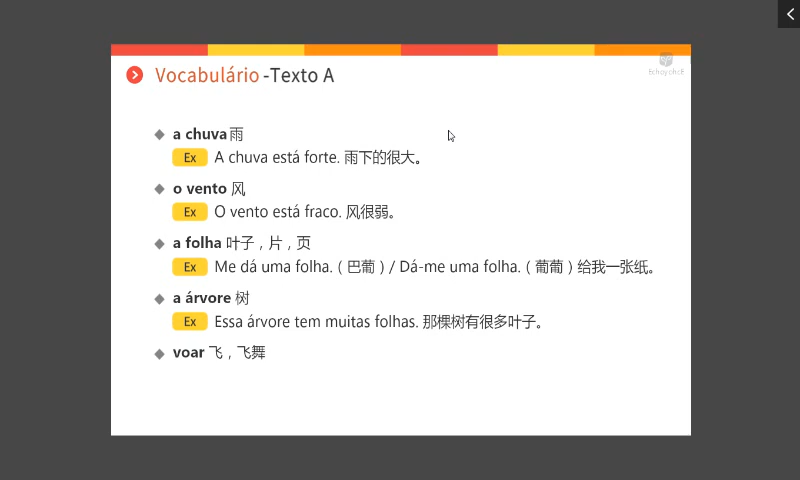 Vocabulário -Texto A
a chuva 雨
Ex A chuva está forte. 雨下的很大。
o vento 风
Ex O vento está fraco. 风很弱。
a folha 叶子，片，页
Ex Me dá uma folha.（巴葡）/ Dá-me uma folha.（葡葡）给我一张纸。
a árvore 树
Ex Essa árvore tem muitas folhas. 那棵树有很多叶子。
voar 飞，飞舞